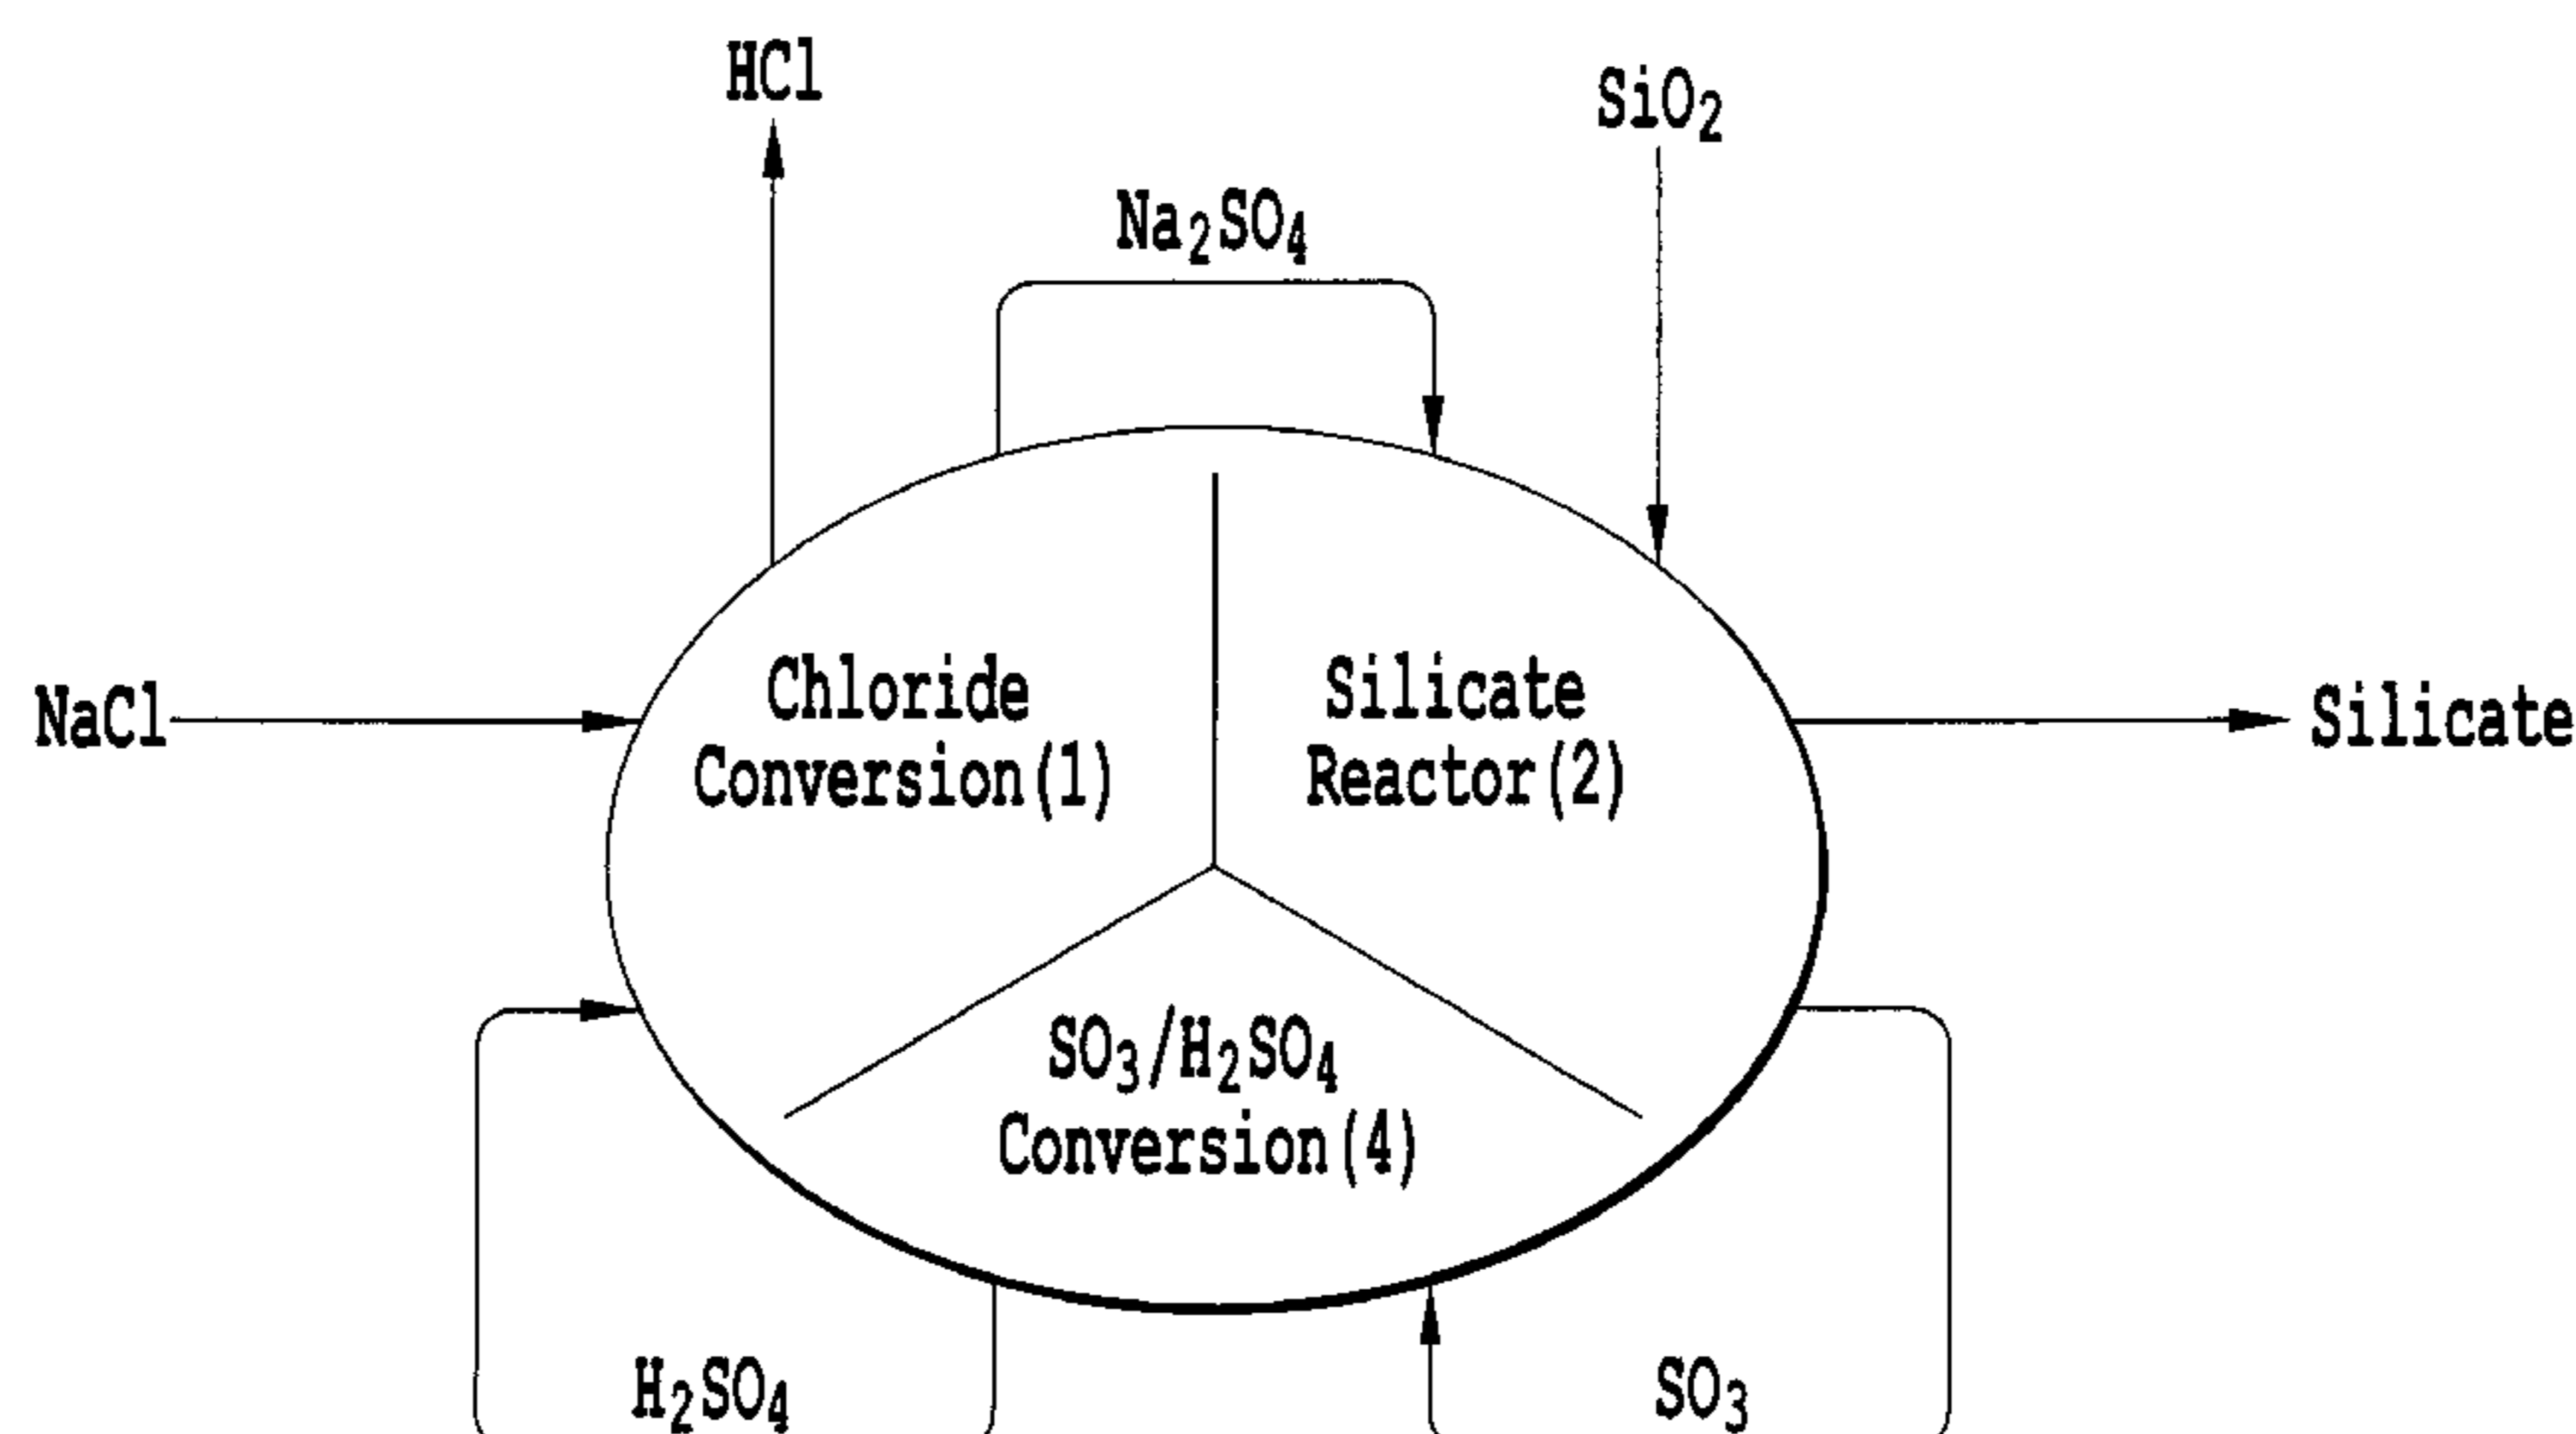 HCl
SiO₂
Na₂SO₄
Chloride
Conversion(1)
Silicate
Reactor(2)
NaCl
Silicate
SO₃/H₂SO₄
Conversion(4)
H₂SO₄
SO₃